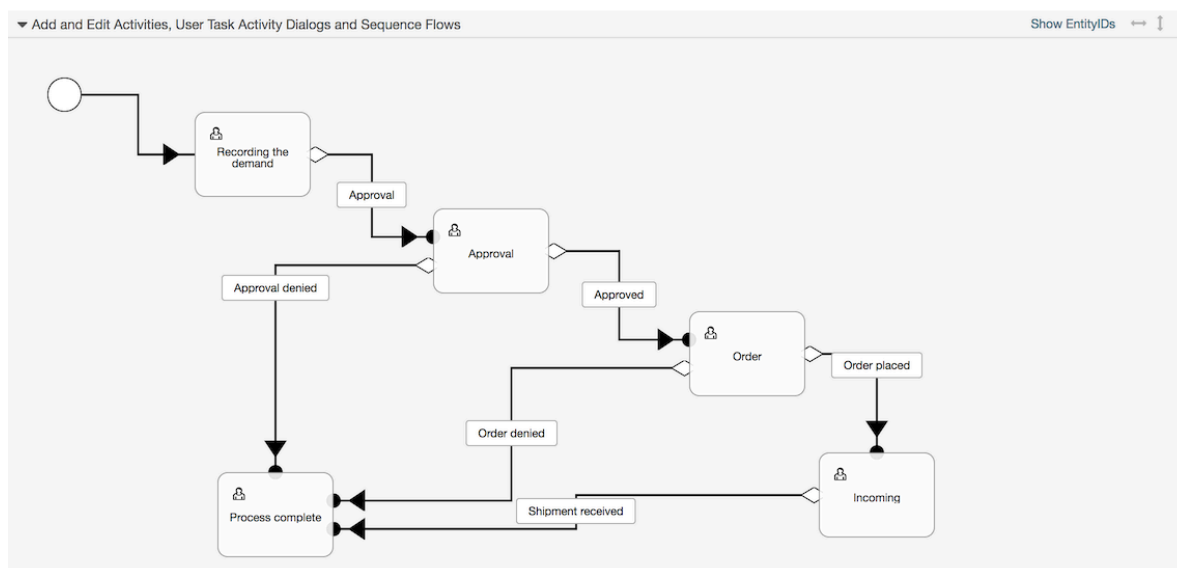 Add and Edit Activities, User Task Activity Dialogs and Sequence Flows
Show EntityIDs
Recording the
demand
Approval
Approval
Approval denied
Approved
Order
Order placed
Order denied
Process complete
Shipment received
Incoming